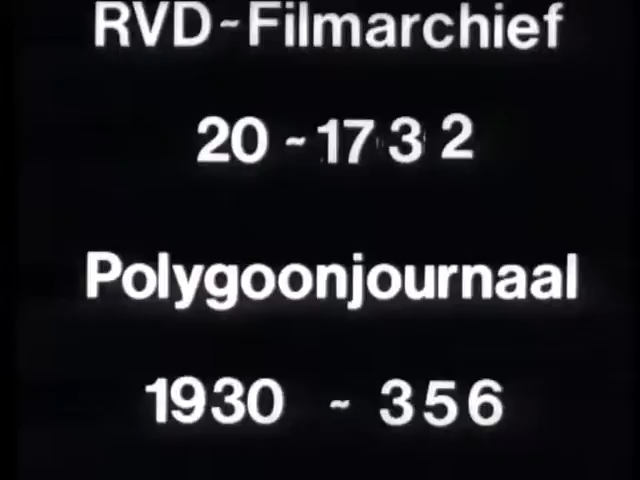 RVD~Filmarchief
20 ~ 1732
Polygoonjournaal
1930 ~ 356